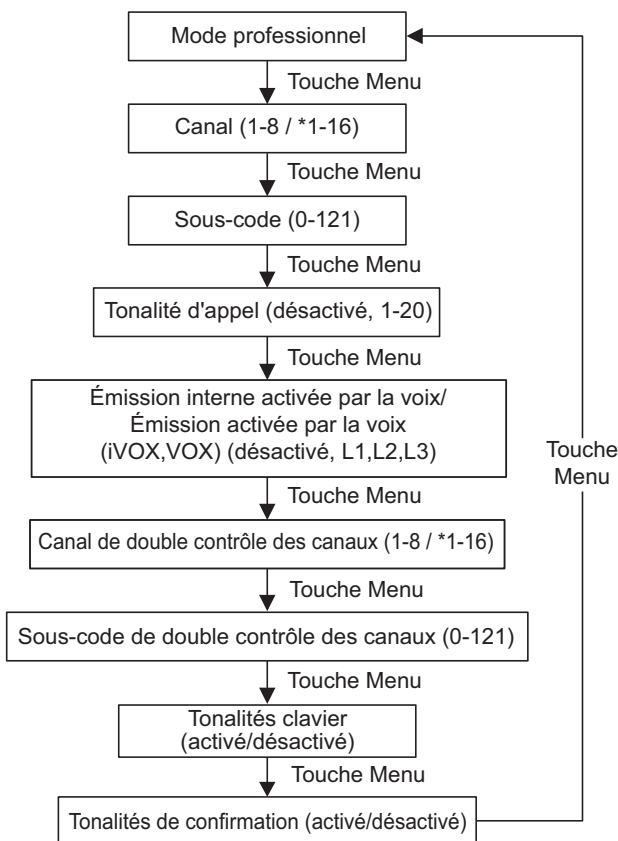 Mode professionnel
Touche Menu
Canal (1-8 / *1-16)
Touche Menu
Sous-code (0-121)
Touche Menu
Tonalité d'appel (désactivé, 1-20)
Touche Menu
Émission interne activée par la voix/
Émission activée par la voix
(iVOX,VOX) (désactivé, L1,L2,L3)
Touche Menu
Canal de double contrôle des canaux (1-8 / *1-16)
Touche Menu
Sous-code de double contrôle des canaux (0-121)
Touche Menu
Tonalités clavier
(activé/désactivé)
Touche Menu
Tonalités de confirmation (activé/désactivé)
Touche
Menu